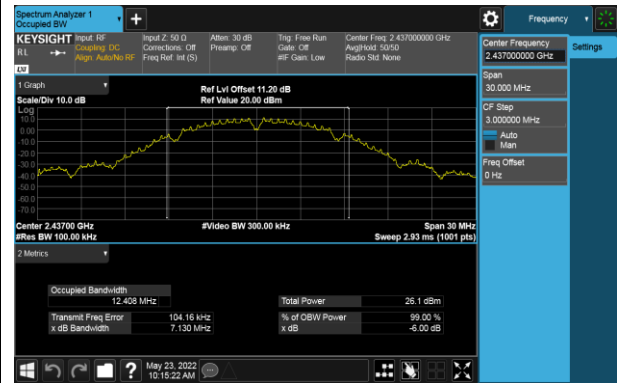 Spectrum Analyzer 1
Occupied BW
Frequency
KEYSIGHT
Input: RF
Coupling: DC
Align: Auto/No RF
Input Z: 50 Ω
Corrections: Off
Freq Ref: Int (S)
Atten: 30 dB
Preamp: Off
Trig: Free Run
Gate: Off
#IF Gain: Low
Center Freq: 2.437000000 GHz
Avg|Hold: 50/50
Radio Std: None
RL
LXI
Center Frequency
2.437000000 GHz
Settings
Span
30.000 MHz
CF Step
3.000000 MHz
Auto
Man
Freq Offset
0 Hz
1 Graph
Ref Lvl Offset 11.20 dB
Scale/Div 10.0 dB
Ref Value 20.00 dBm
Log
10.0
0.00
-10.0
-20.0
-30.0
-40.0
-50.0
-60.0
-70.0
Center 2.43700 GHz
#Video BW 300.00 kHz
Span 30 MHz
#Res BW 100.00 kHz
Sweep 2.93 ms (1001 pts)
2 Metrics
Occupied Bandwidth
12.408 MHz
Total Power
26.1 dBm
Transmit Freq Error
104.16 kHz
% of OBW Power
99.00 %
x dB Bandwidth
7.130 MHz
x dB
-6.00 dB
?
May 23, 2022
10:15:22 AM